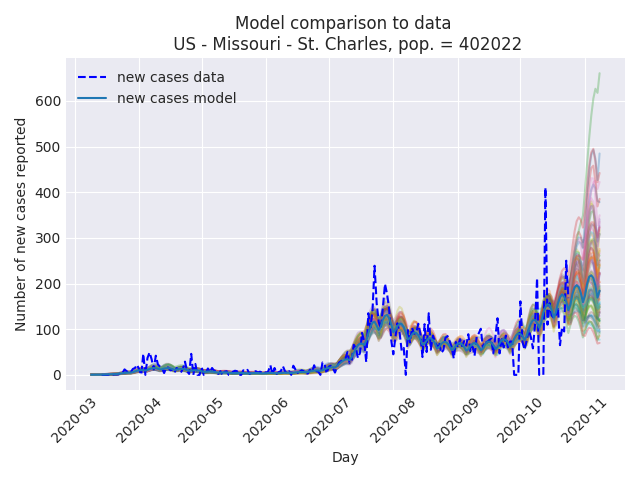 Model comparison to data
US - Missouri - St. Charles, pop. = 402022
new cases data
new cases model
Number of new cases reported
600
500
400
300
200
100
0
2020-03
2020-04
2020-05
2020-06
2020-07
2020-08
2020-09
2020-10
2020-11
Day